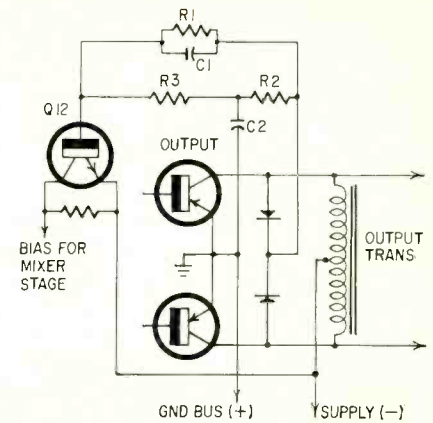 R1
C1
R3
R2
Q12
C2
OUTPUT
BIAS FOR
MIXER
STAGE
OUTPUT
TRANS
GND BUS (+)
SUPPLY (-)